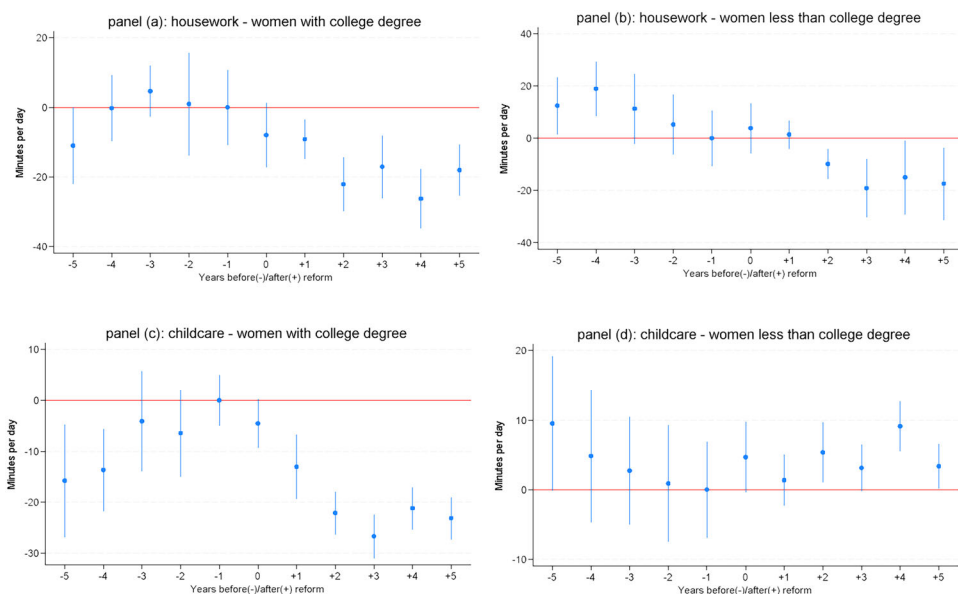 panel (a): housework - women with college degree
20
0
-20
-40
Minutes per day
-5 -4 -3 -2 -1 0 +1 +2 +3 +4 +5
Years before(-)/after(+) reform
panel (b): housework - women less than college degree
40
20
0
-20
-40
Minutes per day
-5 -4 -3 -2 -1 0 +1 +2 +3 +4 +5
Years before(-)/after(+) reform
panel (c): childcare - women with college degree
10
0
-10
-20
-30
Minutes per day
-5 -4 -3 -2 -1 0 +1 +2 +3 +4 +5
Years before(-)/after(+) reform
panel (d): childcare - women less than college degree
20
10
0
-10
Minutes per day
-5 -4 -3 -2 -1 0 +1 +2 +3 +4 +5
Years before(-)/after(+) reform